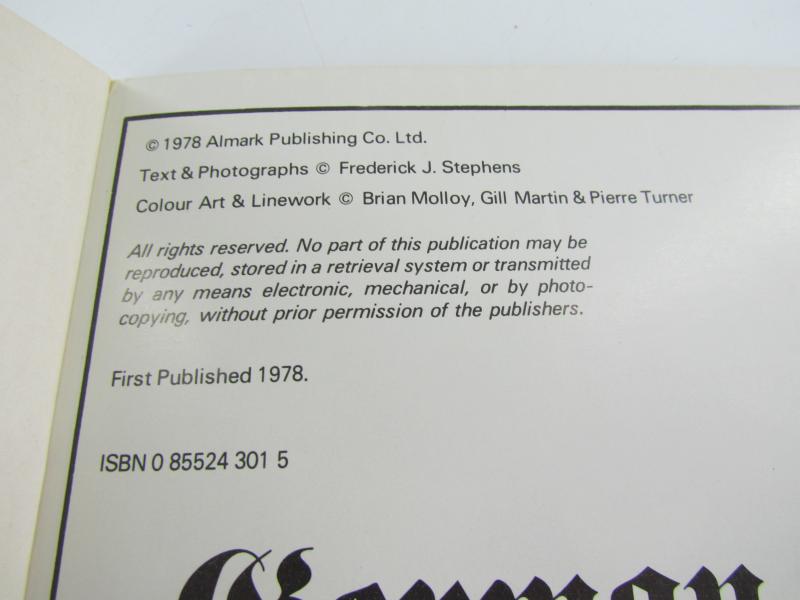 © 1978 Almark Publishing Co. Ltd.
Text & Photographs © Frederick J. Stephens
Colour Art & Linework © Brian Molloy, Gill Martin & Pierre Turner
All rights reserved. No part of this publication may be
reproduced, stored in a retrieval system or transmitted
by any means electronic, mechanical, or by photo-
copying, without prior permission of the publishers.
First Published 1978.
ISBN 0 85524 301 5
German